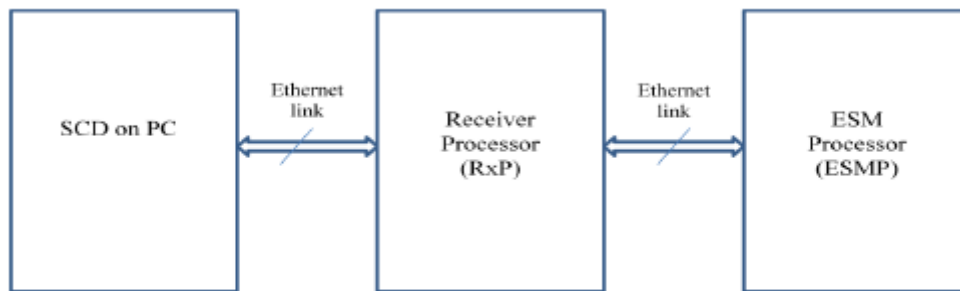 SCD on PC
Ethernet
link
Receiver
Processor
(RxP)
Ethernet
link
ESM
Processor
(ESMP)